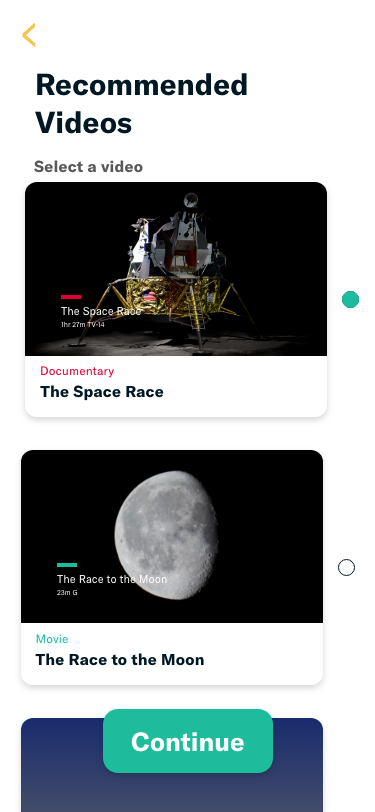 Recommended
Videos
Select a video
The Space Race
1hr 27m TV-14
Documentary
The Space Race
The Race to the Moon
23m G
Movie
The Race to the Moon
Continue